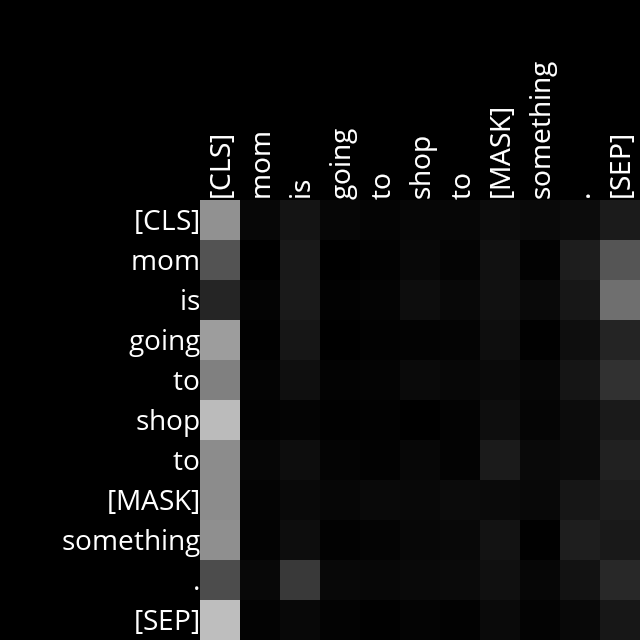 [CLS] mom is going to shop to [MASK] something . [SEP]
[CLS]
mom
is
going
to
shop
to
[MASK]
something
.
[SEP]